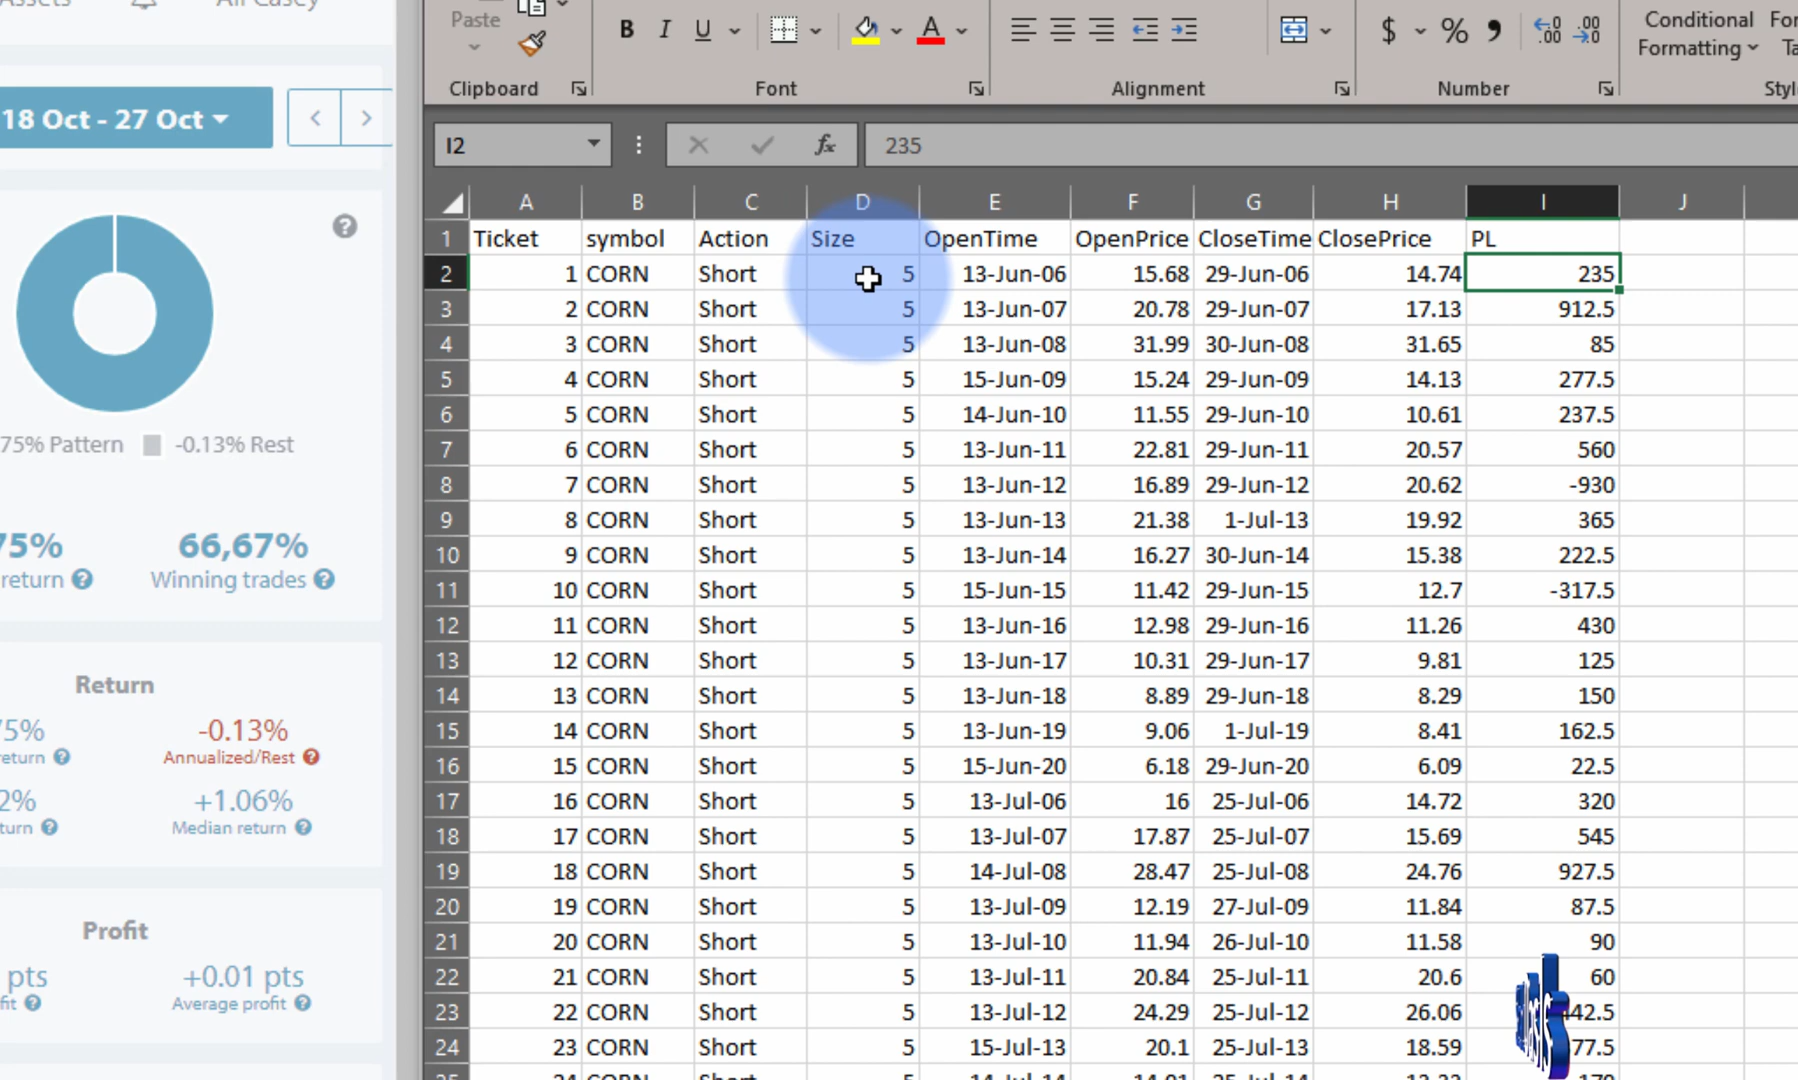 Assets
All Casey
18 Oct - 27 Oct
75% Pattern -0.13% Rest
75% 66,67%
return Winning trades
Return
75% -0.13%
return Annualized/Rest
2% +1.06%
turn Median return
Profit
pts +0.01 pts
fit Average profit
Paste B I U A $ % Conditional
Formatting
Clipboard Font Alignment Number Styl
I2 fx 235
A B C D E F G H I J
1 Ticket symbol Action Size OpenTime OpenPrice CloseTime ClosePrice PL
2 1 CORN Short 5 13-Jun-06 15.68 29-Jun-06 14.74 235
3 2 CORN Short 5 13-Jun-07 20.78 29-Jun-07 17.13 912.5
4 3 CORN Short 5 13-Jun-08 31.99 30-Jun-08 31.65 85
5 4 CORN Short 5 15-Jun-09 15.24 29-Jun-09 14.13 277.5
6 5 CORN Short 5 14-Jun-10 11.55 29-Jun-10 10.61 237.5
7 6 CORN Short 5 13-Jun-11 22.81 29-Jun-11 20.57 560
8 7 CORN Short 5 13-Jun-12 16.89 29-Jun-12 20.62 -930
9 8 CORN Short 5 13-Jun-13 21.38 1-Jul-13 19.92 365
10 9 CORN Short 5 13-Jun-14 16.27 30-Jun-14 15.38 222.5
11 10 CORN Short 5 15-Jun-15 11.42 29-Jun-15 12.7 -317.5
12 11 CORN Short 5 13-Jun-16 12.98 29-Jun-16 11.26 430
13 12 CORN Short 5 13-Jun-17 10.31 29-Jun-17 9.81 125
14 13 CORN Short 5 13-Jun-18 8.89 29-Jun-18 8.29 150
15 14 CORN Short 5 13-Jun-19 9.06 1-Jul-19 8.41 162.5
16 15 CORN Short 5 15-Jun-20 6.18 29-Jun-20 6.09 22.5
17 16 CORN Short 5 13-Jul-06 16 25-Jul-06 14.72 320
18 17 CORN Short 5 13-Jul-07 17.87 25-Jul-07 15.69 545
19 18 CORN Short 5 14-Jul-08 28.47 25-Jul-08 24.76 927.5
20 19 CORN Short 5 13-Jul-09 12.19 27-Jul-09 11.84 87.5
21 20 CORN Short 5 13-Jul-10 11.94 26-Jul-10 11.58 90
22 21 CORN Short 5 13-Jul-11 20.84 25-Jul-11 20.6 60
23 22 CORN Short 5 13-Jul-12 24.29 25-Jul-12 26.06 442.5
24 23 CORN Short 5 15-Jul-13 20.1 25-Jul-13 18.59 77.5